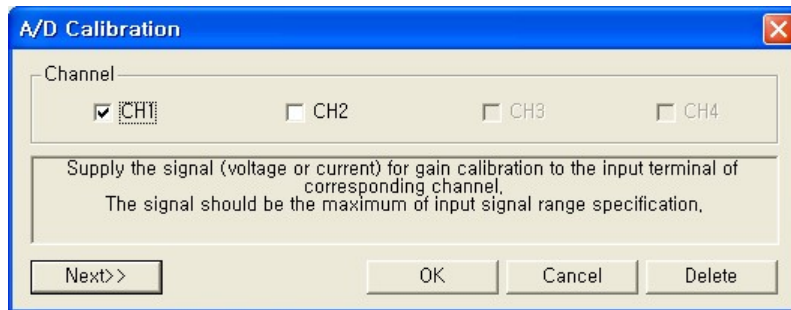 A/D Calibration
Channel
CH1 CH2 CH3 CH4
Supply the signal (voltage or current) for gain calibration to the input terminal of
corresponding channel,
The signal should be the maximum of input signal range specification,
Next>> OK Cancel Delete